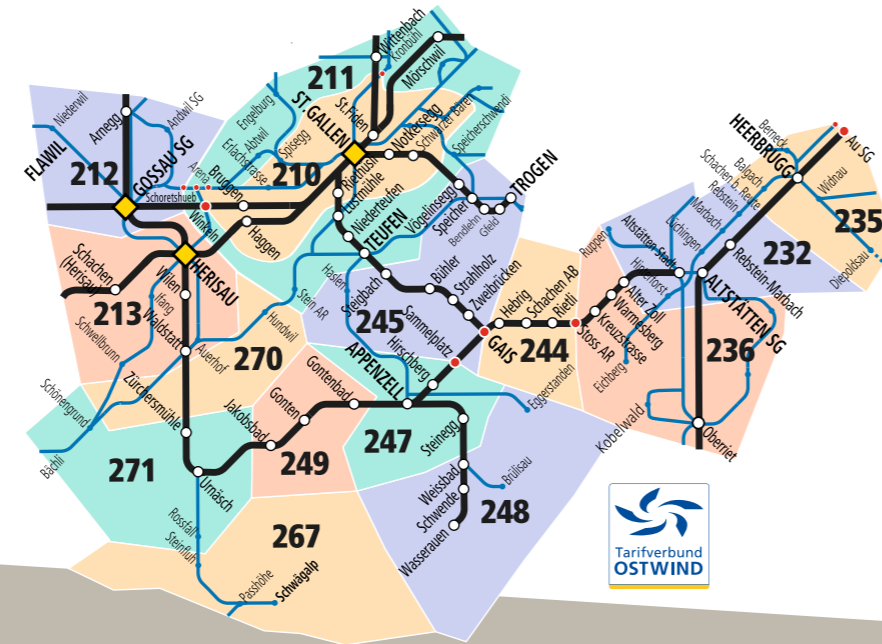 Wittenbach
Kronbühl
Mörschwil
211
Engelburg
ST. GALLEN
St. Fiden
Notkersegg
Schwarzer Bären
Speicherschwendi
Niederwil
Arnegg
Andwil SG
Abtwil
Erlachstrasse
Spisegg
210
FLAWIL
212
GOSSAU SG
Arena
Schoretshueb
Bruggen
Winkeln
Haggen
Riethüsli
Lustmühle
Niederteufen
TEUFEN
Vögelinsegg
Speicher
Bendlehn
Gfeld
TROGEN
HEERBRUGG
Au SG
Berneck
Balgach
Schachen b. Reute
Rebstein
Marbach
Lüchingen
Widnau
235
Diepoldsau
232
Rebstein-Marbach
Altstätten Stadt
Ruppen
Hinterforst
ALTSTÄTTEN SG
Alter Zoll
Warmesberg
Kreuzstrasse
Stoss AR
Eichberg
236
Kobelwald
Oberriet
Schachen
(Herisau)
213
HERISAU
Wilen
Ifang
Waldstatt
Schwellbrunn
Auerhof
Hundwil
Stein AR
Haslen
Steigbach
Bühler
Strahlholz
Zweibrücken
245
Sammelplatz
Hirschberg
GAIS
Hebrig
Schachen AB
Rietli
244
Eggerstanden
270
Schönengrund
Bächli
Zürchersmühle
Jakobsbad
Gonten
Gontenbad
APPENZELL
247
249
271
Urnäsch
Steinegg
Weissbad
Schwende
Wasserauen
Brülisau
248
267
Rossfall
Steinfluh
Passhöhe
Schwägalp
Tarifverbund
OSTWIND